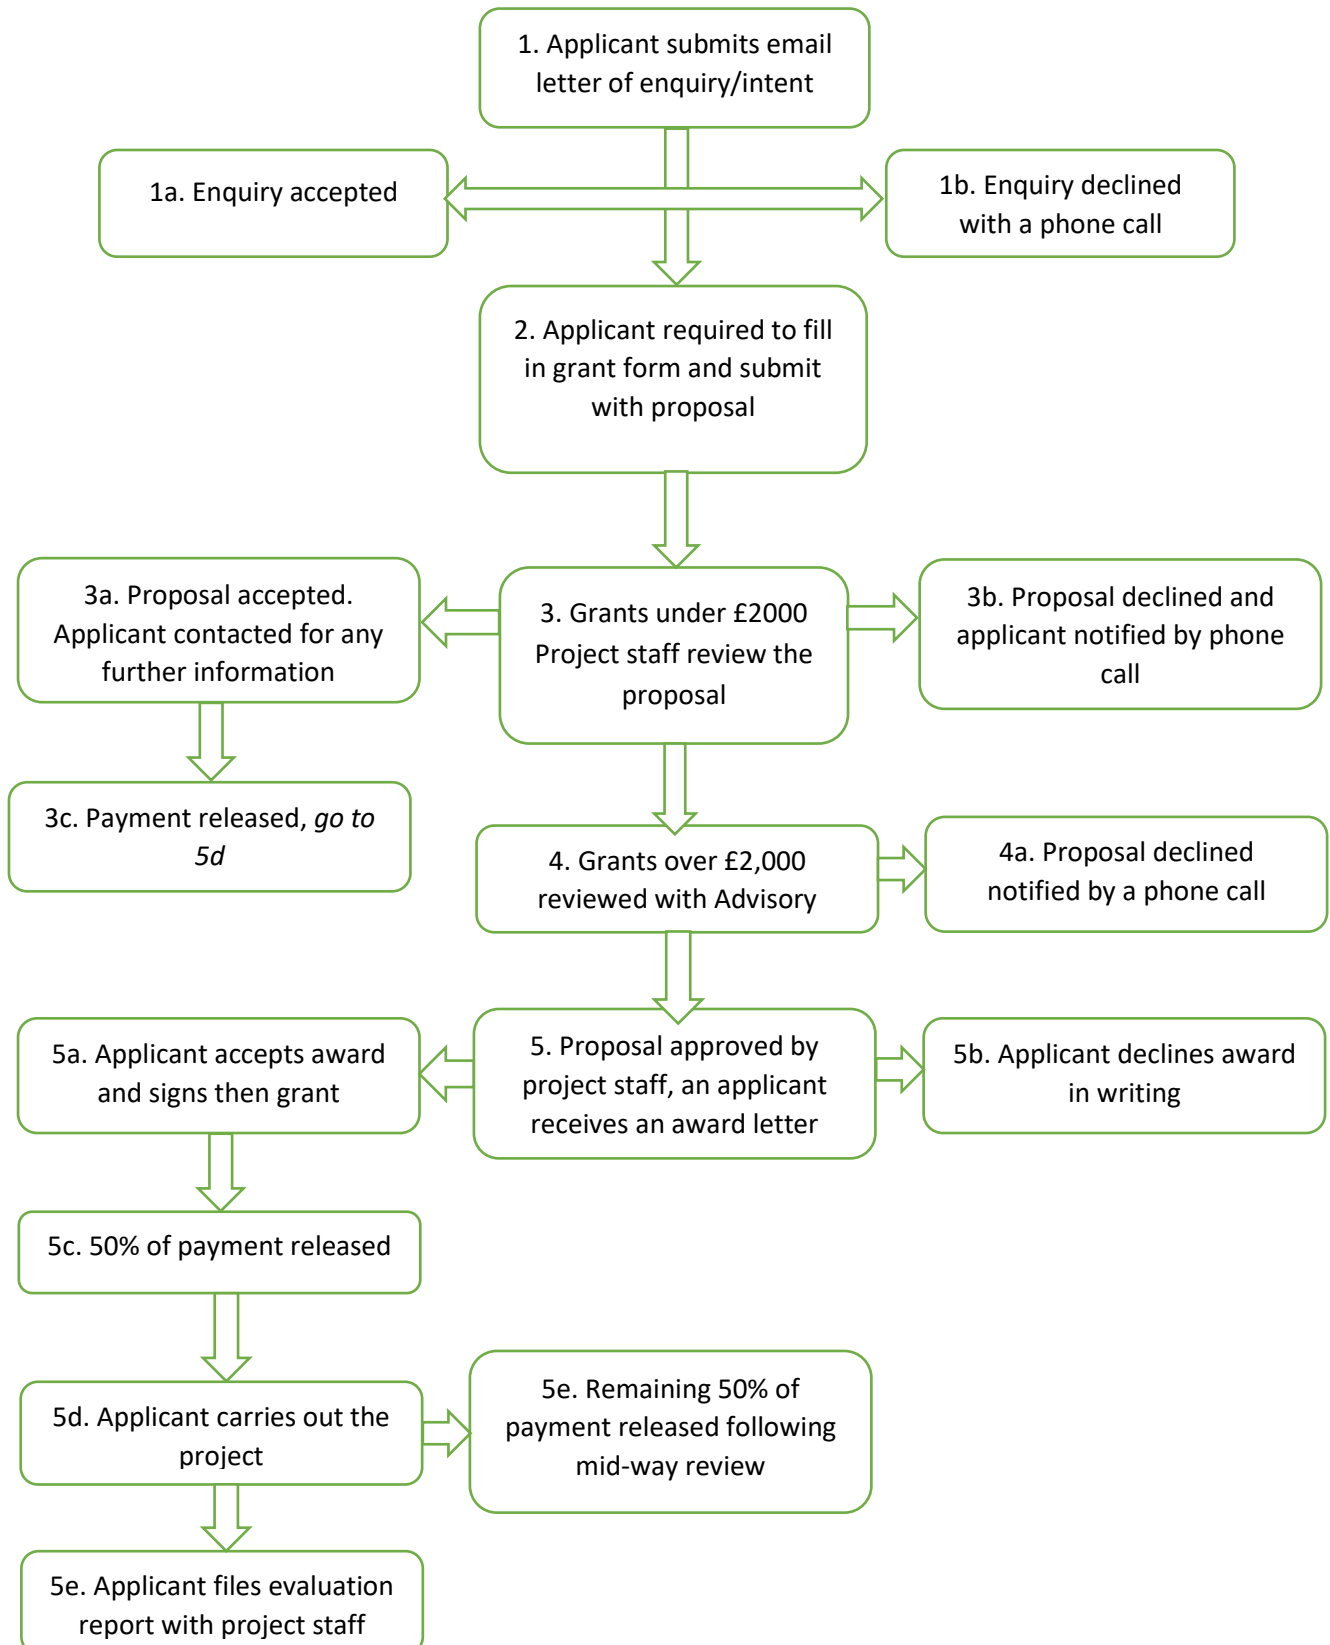 1. Applicant submits email
letter of enquiry/intent
1a. Enquiry accepted
1b. Enquiry declined
with a phone call
2. Applicant required to fill
in grant form and submit
with proposal
3a. Proposal accepted.
Applicant contacted for any
further information
3. Grants under £2000
Project staff review the
proposal
3b. Proposal declined and
applicant notified by phone
call
3c. Payment released, go to
5d
4. Grants over £2,000
reviewed with Advisory
4a. Proposal declined
notified by a phone call
5a. Applicant accepts award
and signs then grant
5. Proposal approved by
project staff, an applicant
receives an award letter
5b. Applicant declines award
in writing
5c. 50% of payment released
5d. Applicant carries out the
project
5e. Remaining 50% of
payment released following
mid-way review
5e. Applicant files evaluation
report with project staff